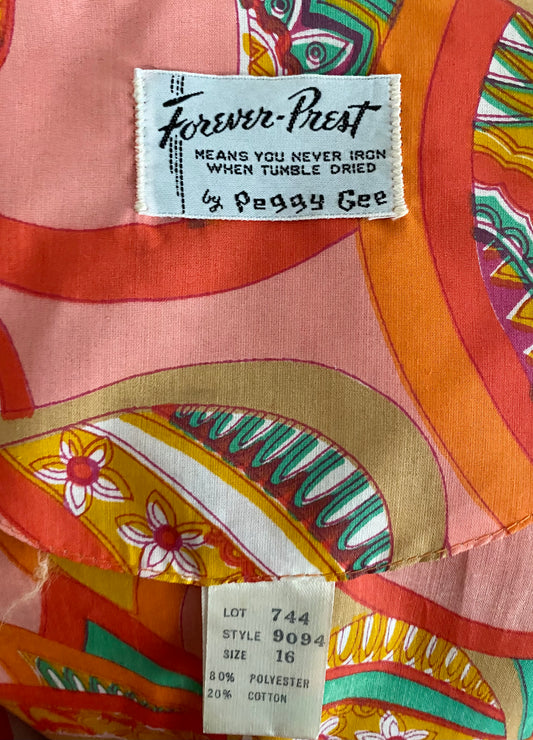 Forever-Prest
MEANS YOU NEVER IRON
WHEN TUMBLE DRIED
by Peggy Gee
LOT 744
STYLE 9094
SIZE 16
80% POLYESTER
20% COTTON